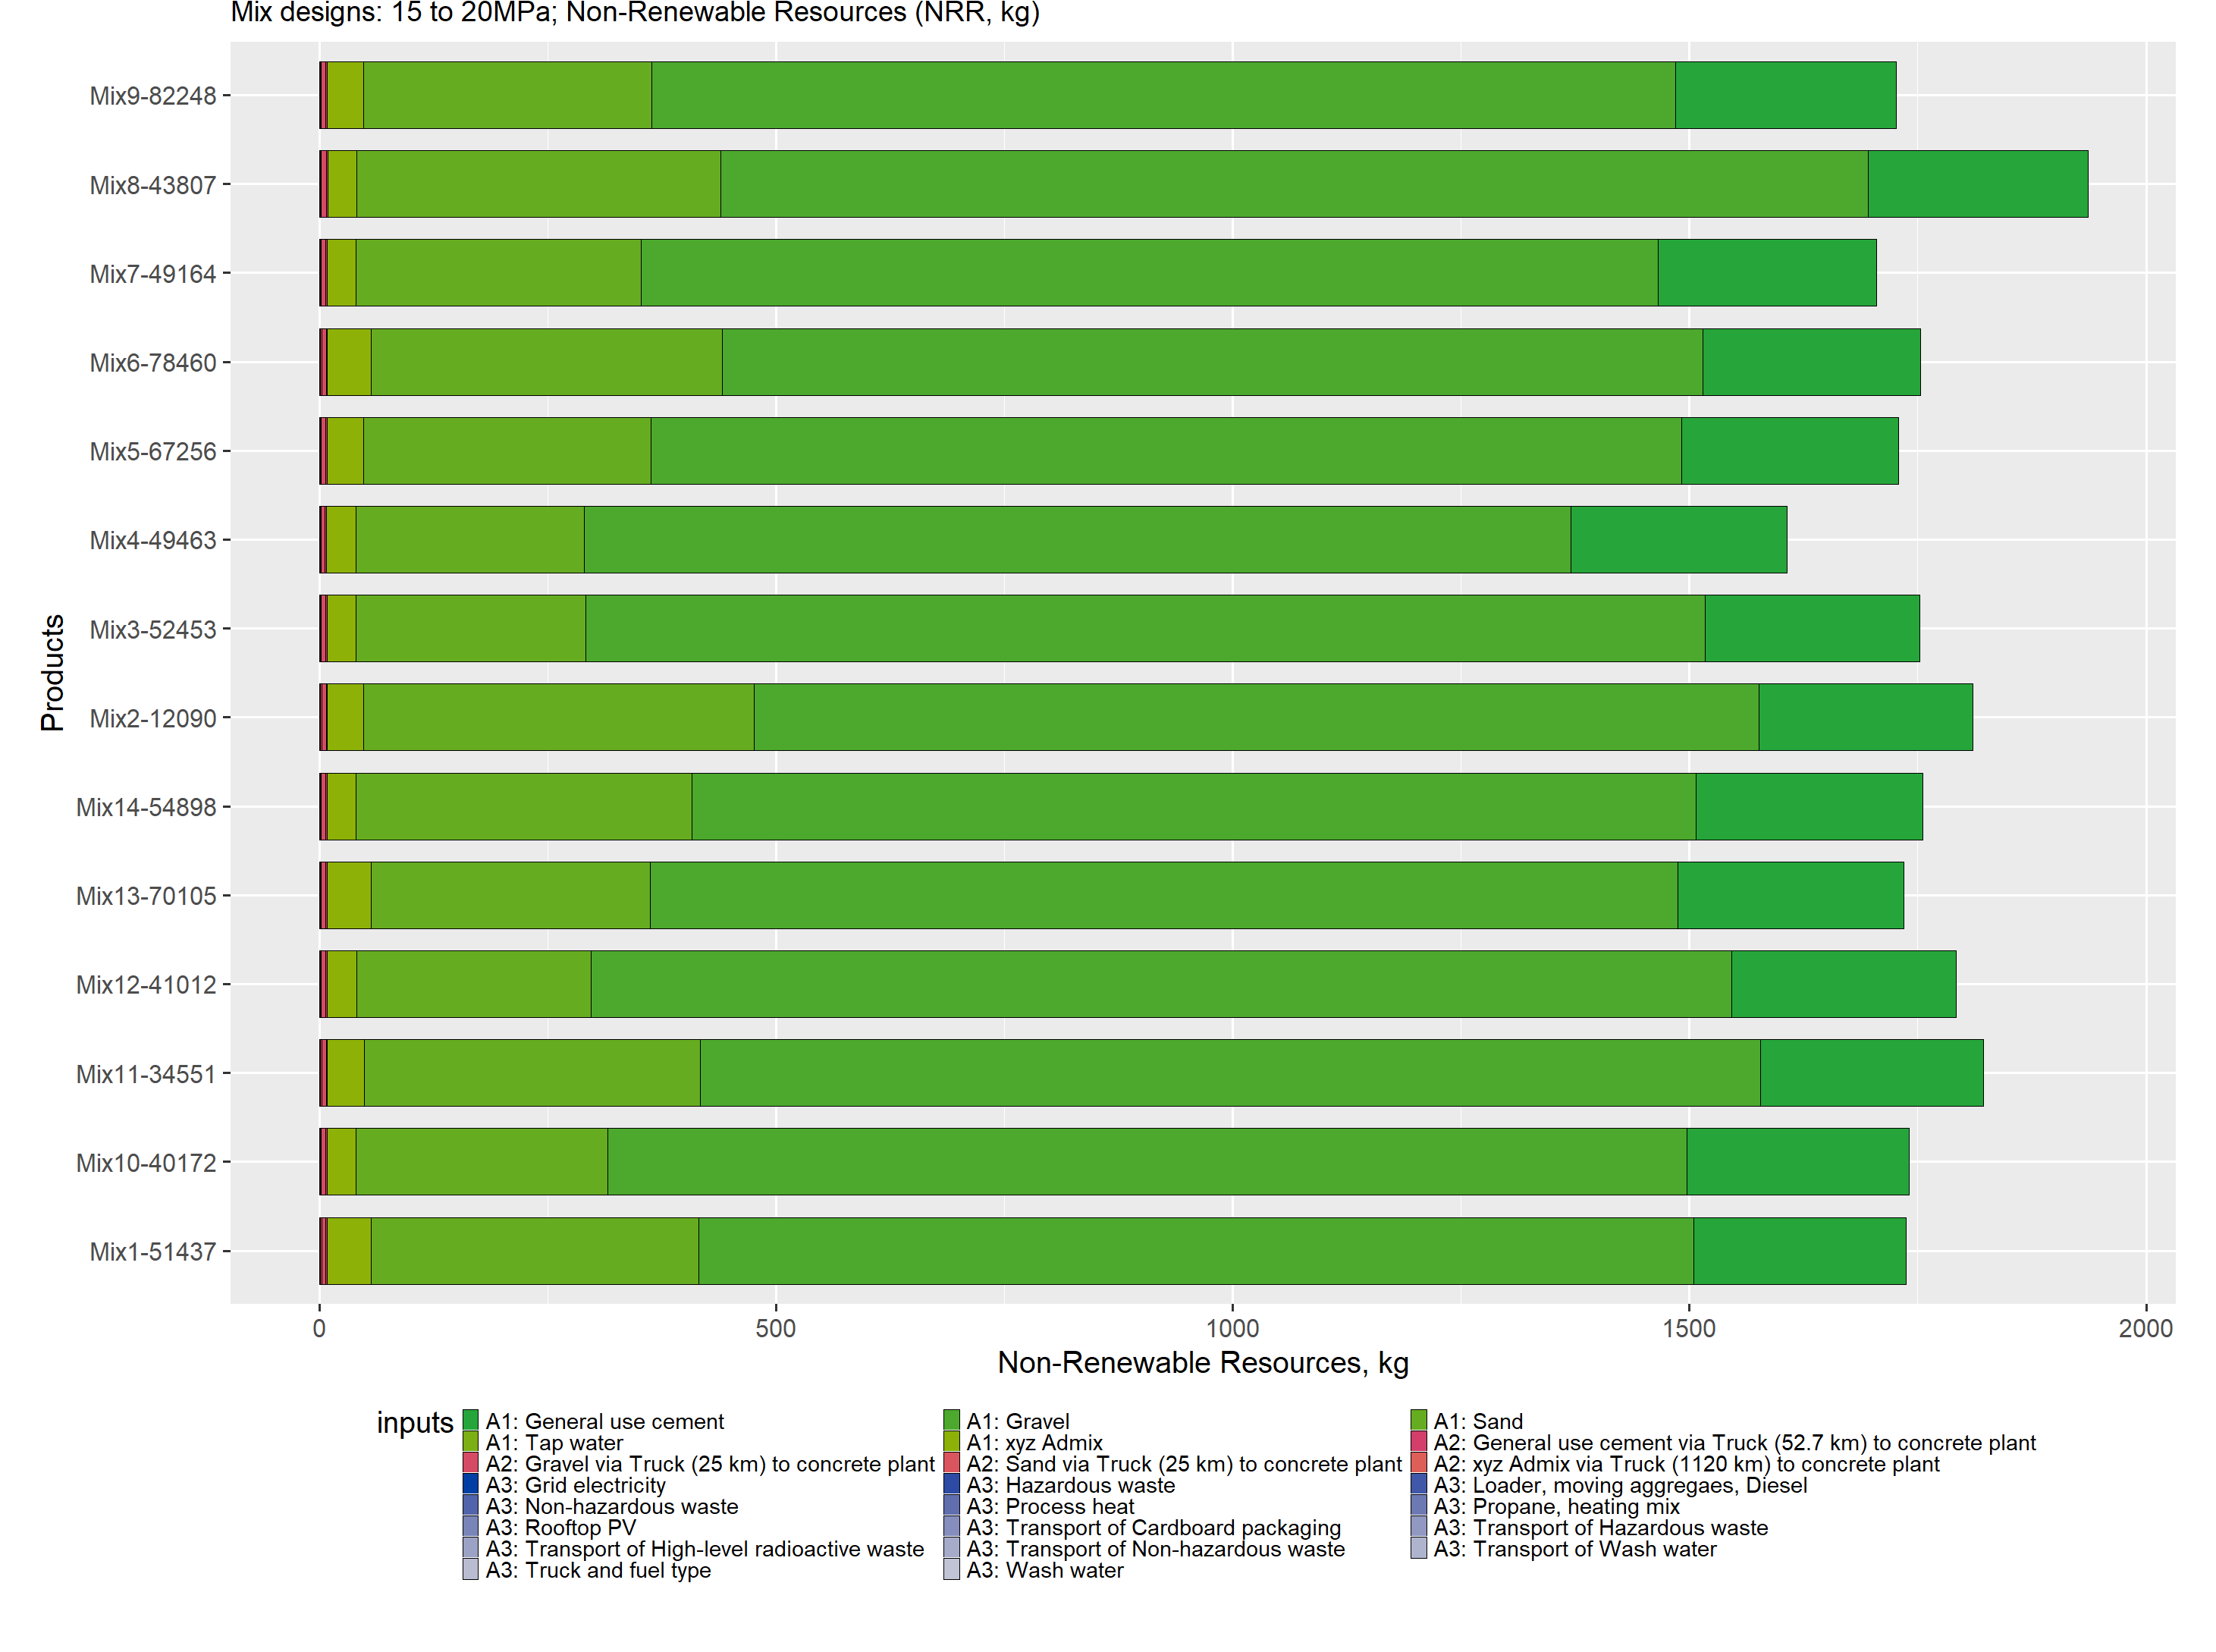 Mix designs: 15 to 20MPa; Non-Renewable Resources (NRR, kg)
Mix9-82248
Mix8-43807
Mix7-49164
Mix6-78460
Mix5-67256
Mix4-49463
Mix3-52453
Mix2-12090
Mix14-54898
Mix13-70105
Mix12-41012
Mix11-34551
Mix10-40172
Mix1-51437
Products
0 500 1000 1500 2000
Non-Renewable Resources, kg
inputs
A1: General use cement A1: Gravel A1: Sand
A1: Tap water A1: xyz Admix A2: General use cement via Truck (52.7 km) to concrete plant
A2: Gravel via Truck (25 km) to concrete plant A2: Sand via Truck (25 km) to concrete plant A2: xyz Admix via Truck (1120 km) to concrete plant
A3: Grid electricity A3: Hazardous waste A3: Loader, moving aggregaes, Diesel
A3: Non-hazardous waste A3: Process heat A3: Propane, heating mix
A3: Rooftop PV A3: Transport of Cardboard packaging A3: Transport of Hazardous waste
A3: Transport of High-level radioactive waste A3: Transport of Non-hazardous waste A3: Transport of Wash water
A3: Truck and fuel type A3: Wash water